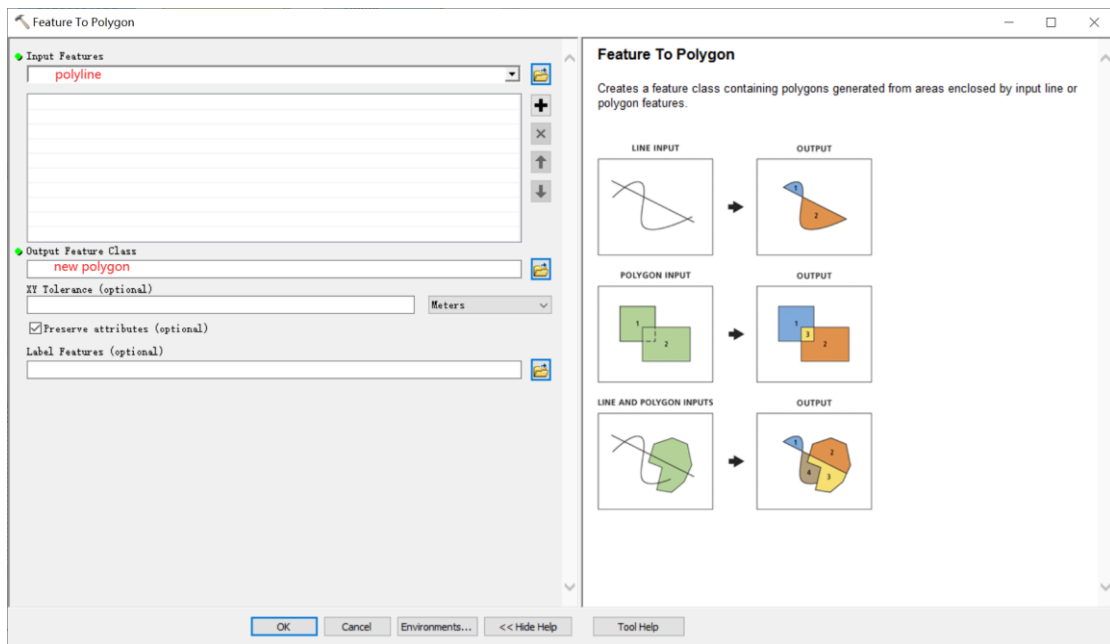 Feature To Polygon
Input Features
polyline
Output Feature Class
new polygon
XY Tolerance (optional)
Meters
Preserve attributes (optional)
Label Features (optional)
Feature To Polygon
Creates a feature class containing polygons generated from areas enclosed by input line or
polygon features.
LINE INPUT
OUTPUT
1
2
POLYGON INPUT
OUTPUT
1
2
1
3
2
LINE AND POLYGON INPUTS
OUTPUT
1
2
4
3
OK
Cancel
Environments...
<< Hide Help
Tool Help